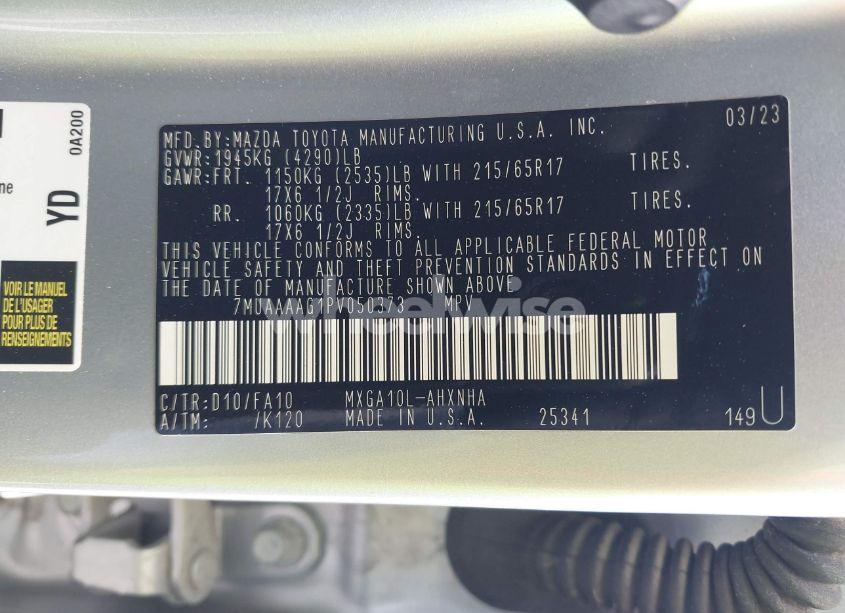 0A200
ne
YD
VOIR LE MANUEL
DE L'USAGER
POUR PLUS DE
RENSEIGNEMENTS
MFD.BY:MAZDA TOYOTA MANUFACTURING U.S.A. INC. 03/23
GVWR:1945KG (4290)LB
GAWR:FRT. 1150KG (2535)LB WITH 215/65R17 TIRES.
17X6 1/2J RIMS.
RR. 1060KG (2335)LB WITH 215/65R17 TIRES.
17X6 1/2J RIMS.
THIS VEHICLE CONFORMS TO ALL APPLICABLE FEDERAL MOTOR
VEHICLE SAFETY AND THEFT PREVENTION STANDARDS IN EFFECT ON
THE DATE OF MANUFACTURE SHOWN ABOVE.
7MUAAAAG1PV050373 MPV
wheelwise
C/TR:D10/FA10 MXGA10L-AHXNHA
A/TM: /K120 MADE IN U.S.A. 25341 149U